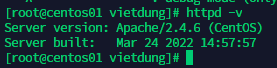 [root@centos01 vietdung]# httpd -v
Server version: Apache/2.4.6 (CentOS)
Server built:   Mar 24 2022 14:57:57
[root@centos01 vietdung]#